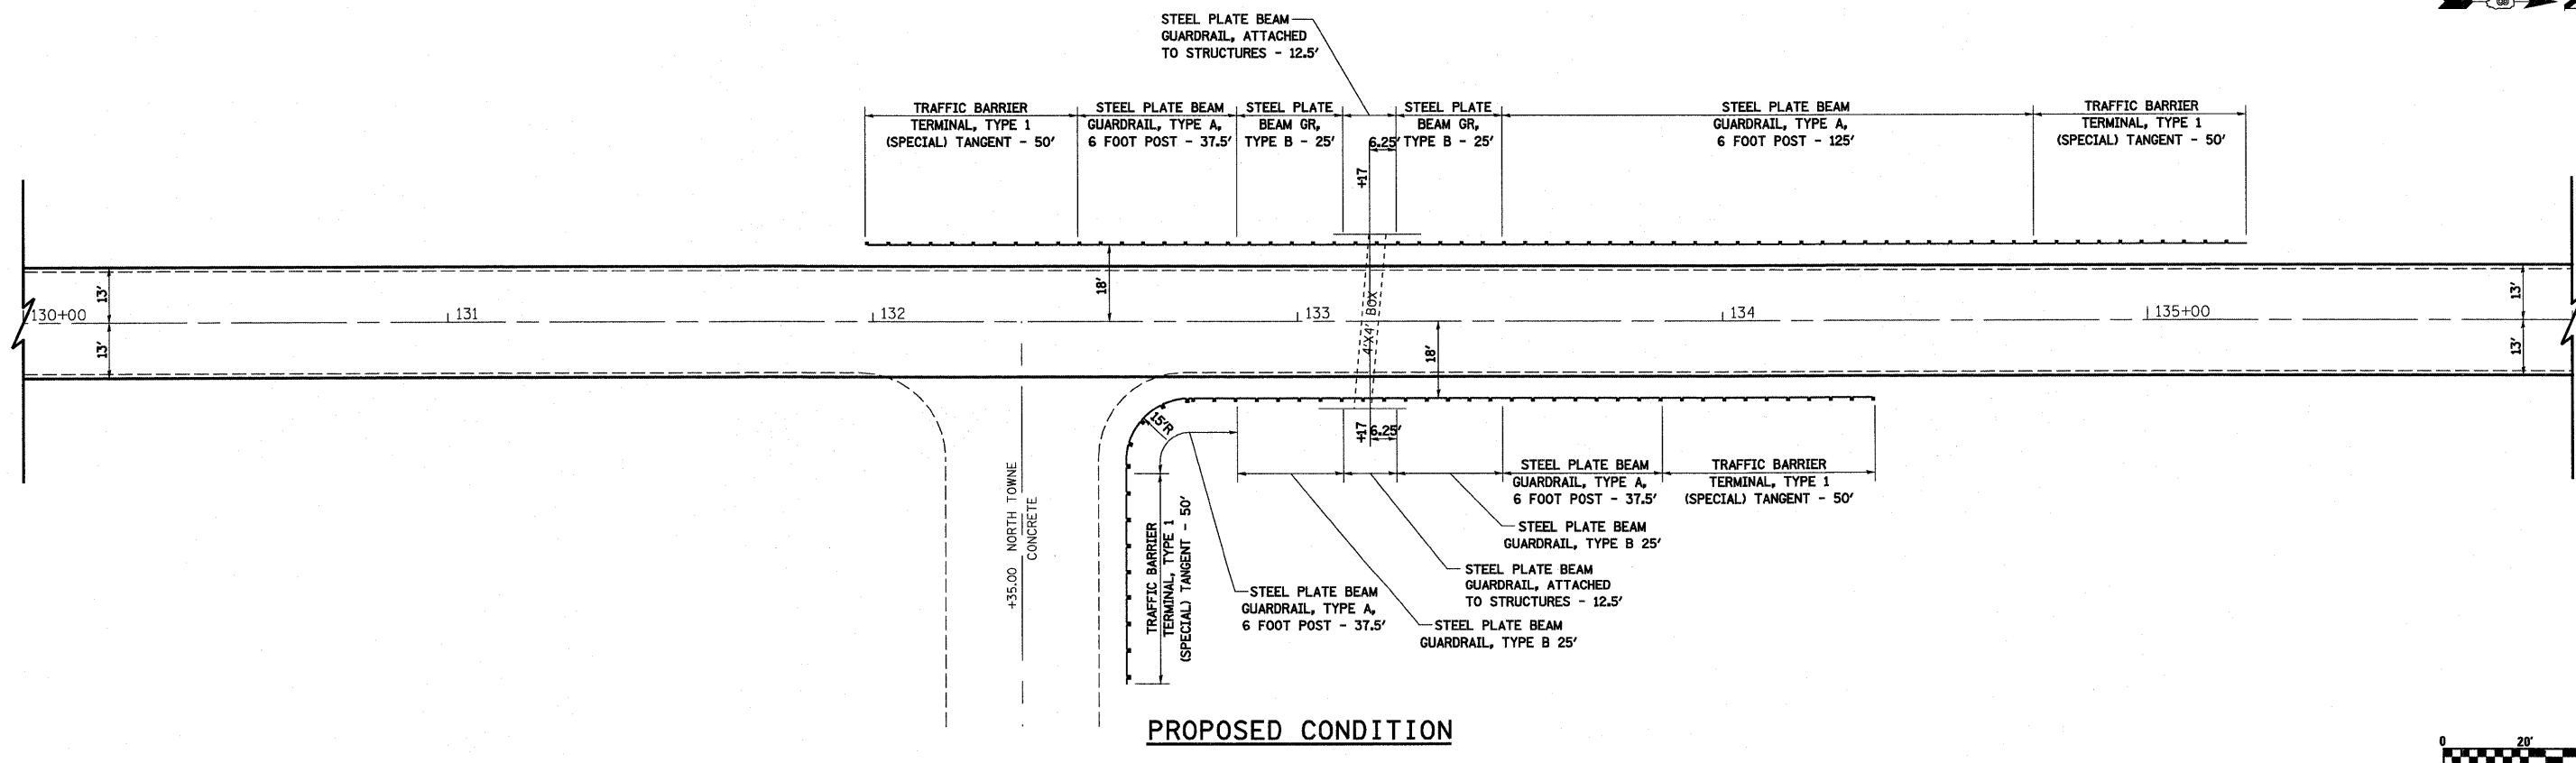 STEEL PLATE BEAM
GUARDRAIL, ATTACHED
TO STRUCTURES - 12.5'
TRAFFIC BARRIER
TERMINAL, TYPE 1
(SPECIAL) TANGENT - 50'
STEEL PLATE BEAM
GUARDRAIL, TYPE A,
6 FOOT POST - 37.5'
STEEL PLATE
BEAM GR,
TYPE B - 25'
6.25'
STEEL PLATE
BEAM GR,
TYPE B - 25'
STEEL PLATE BEAM
GUARDRAIL, TYPE A,
6 FOOT POST - 125'
TRAFFIC BARRIER
TERMINAL, TYPE 1
(SPECIAL) TANGENT - 50'
+17
13'
18'
13'
130+00
131
132
133
134
135+00
4'X4' BOX
13'
18'
13'
15'R
+17
6.25'
STEEL PLATE BEAM
GUARDRAIL, TYPE A,
6 FOOT POST - 37.5'
TRAFFIC BARRIER
TERMINAL, TYPE 1
(SPECIAL) TANGENT - 50'
+35.00 NORTH TOWNE
CONCRETE
TRAFFIC BARRIER
TERMINAL, TYPE 1
(SPECIAL) TANGENT - 50'
STEEL PLATE BEAM
GUARDRAIL, TYPE B 25'
STEEL PLATE BEAM
GUARDRAIL, ATTACHED
TO STRUCTURES - 12.5'
STEEL PLATE BEAM
GUARDRAIL, TYPE A,
6 FOOT POST - 37.5'
STEEL PLATE BEAM
GUARDRAIL, TYPE B 25'
PROPOSED CONDITION
0
20'